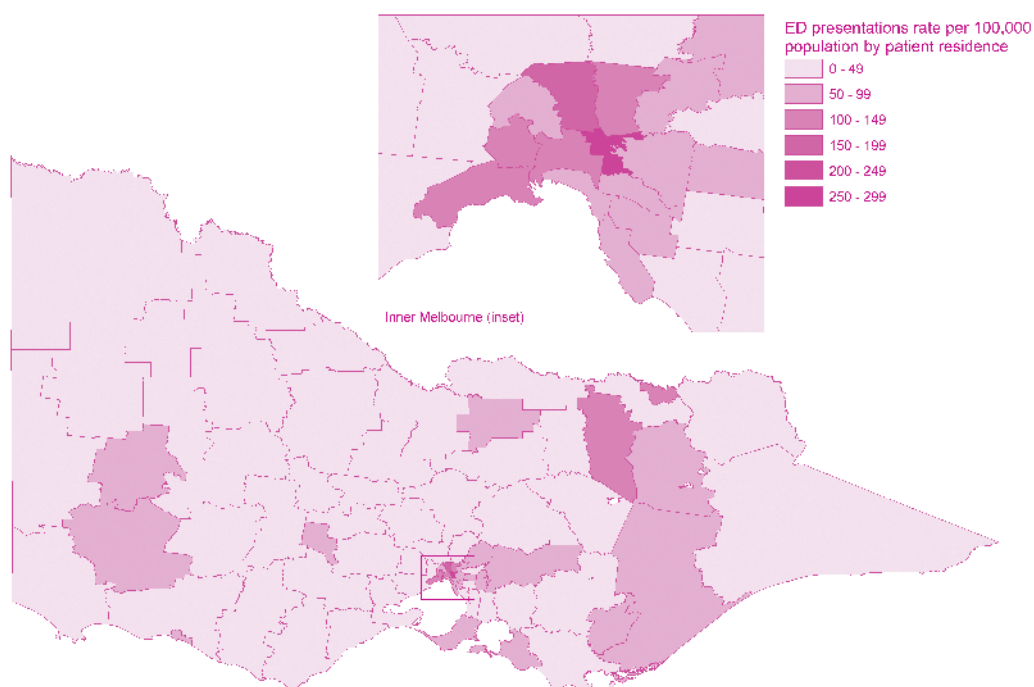 ED presentations rate per 100,000
population by patient residence
0 - 49
50 - 99
100 - 149
150 - 199
200 - 249
250 - 299
Inner Melbourne (inset)